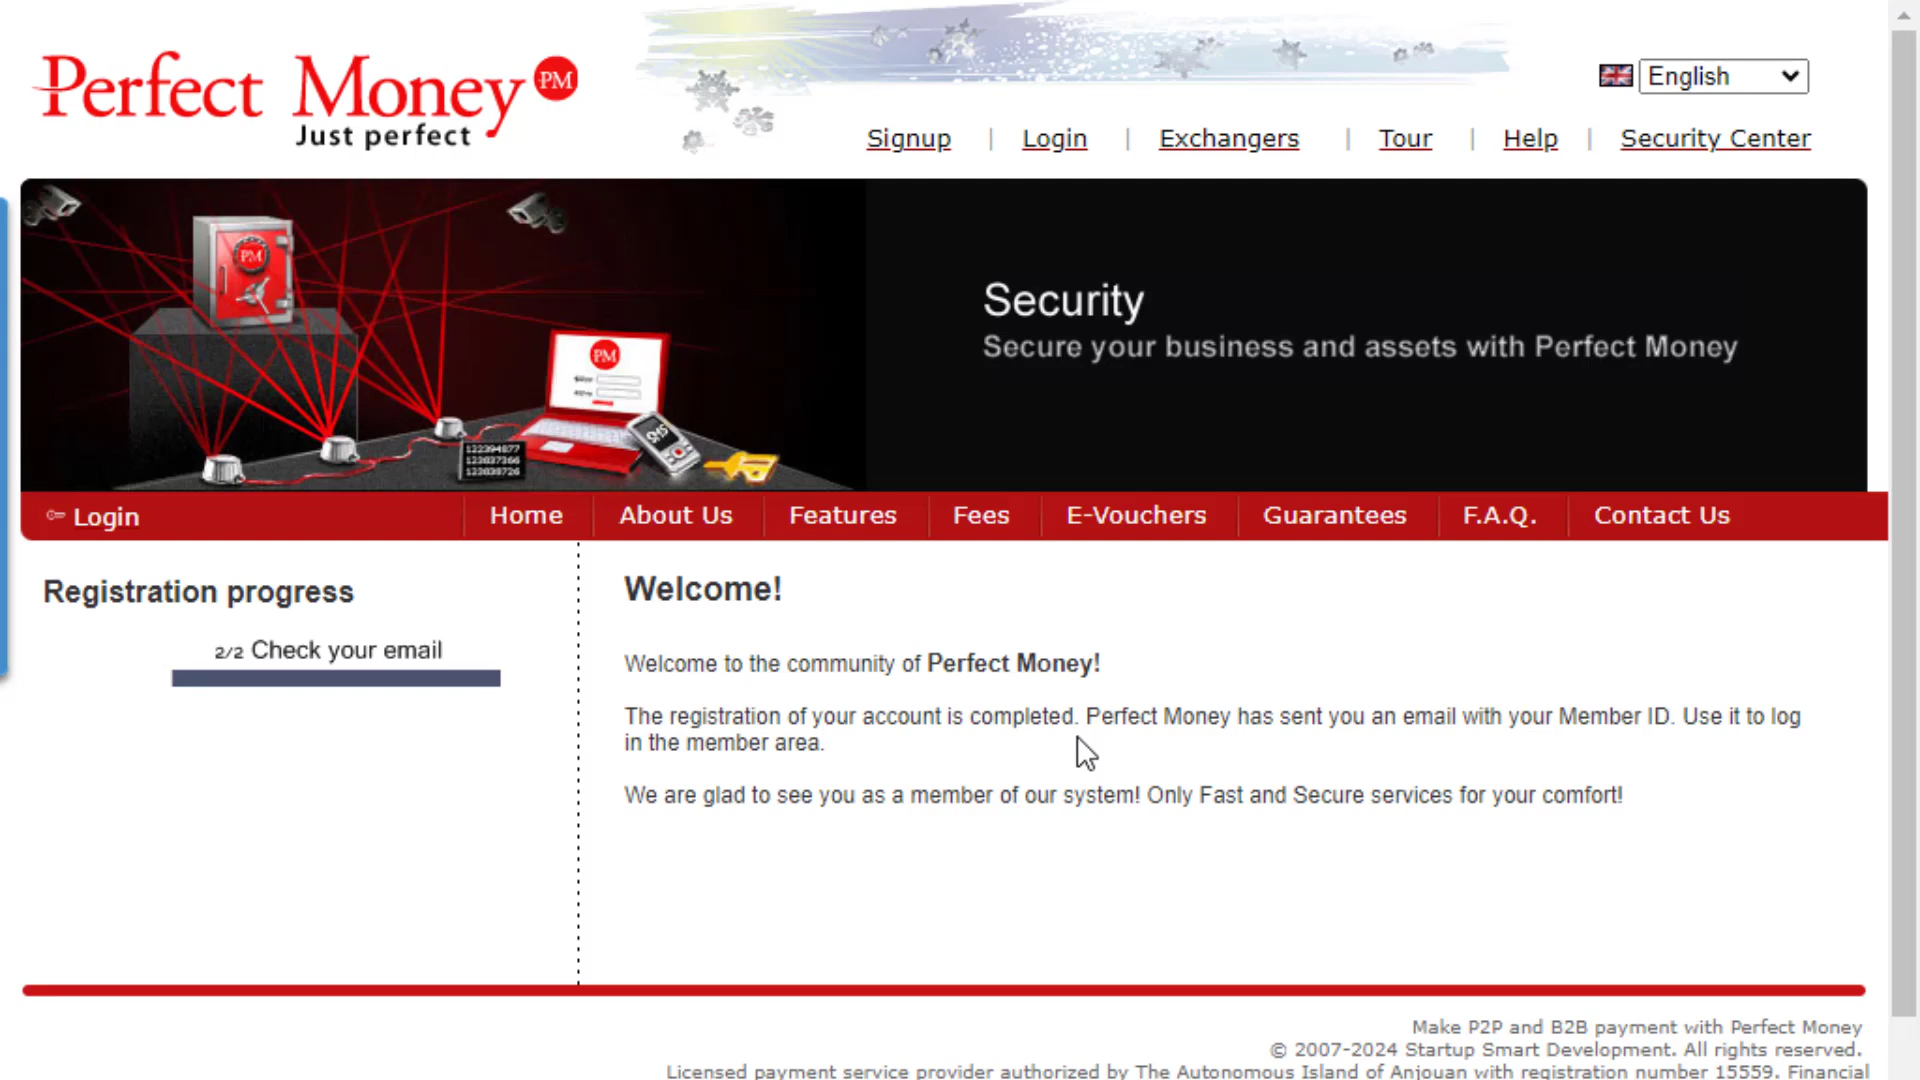 Perfect Money PM
Just perfect
English
Signup | Login | Exchangers | Tour | Help | Security Center
PM
PM
SMS
122394877
Security
Secure your business and assets with Perfect Money
Login
Home About Us Features Fees E-Vouchers Guarantees F.A.Q. Contact Us
Registration progress
2/2 Check your email
Welcome!
Welcome to the community of Perfect Money!
The registration of your account is completed. Perfect Money has sent you an email with your Member ID. Use it to log
in the member area.
We are glad to see you as a member of our system! Only Fast and Secure services for your comfort!
Make P2P and B2B payment with Perfect Money
© 2007-2024 Startup Smart Development. All rights reserved.
Licensed payment service provider authorized by The Autonomous Island of Anjouan with registration number 15559. Financial